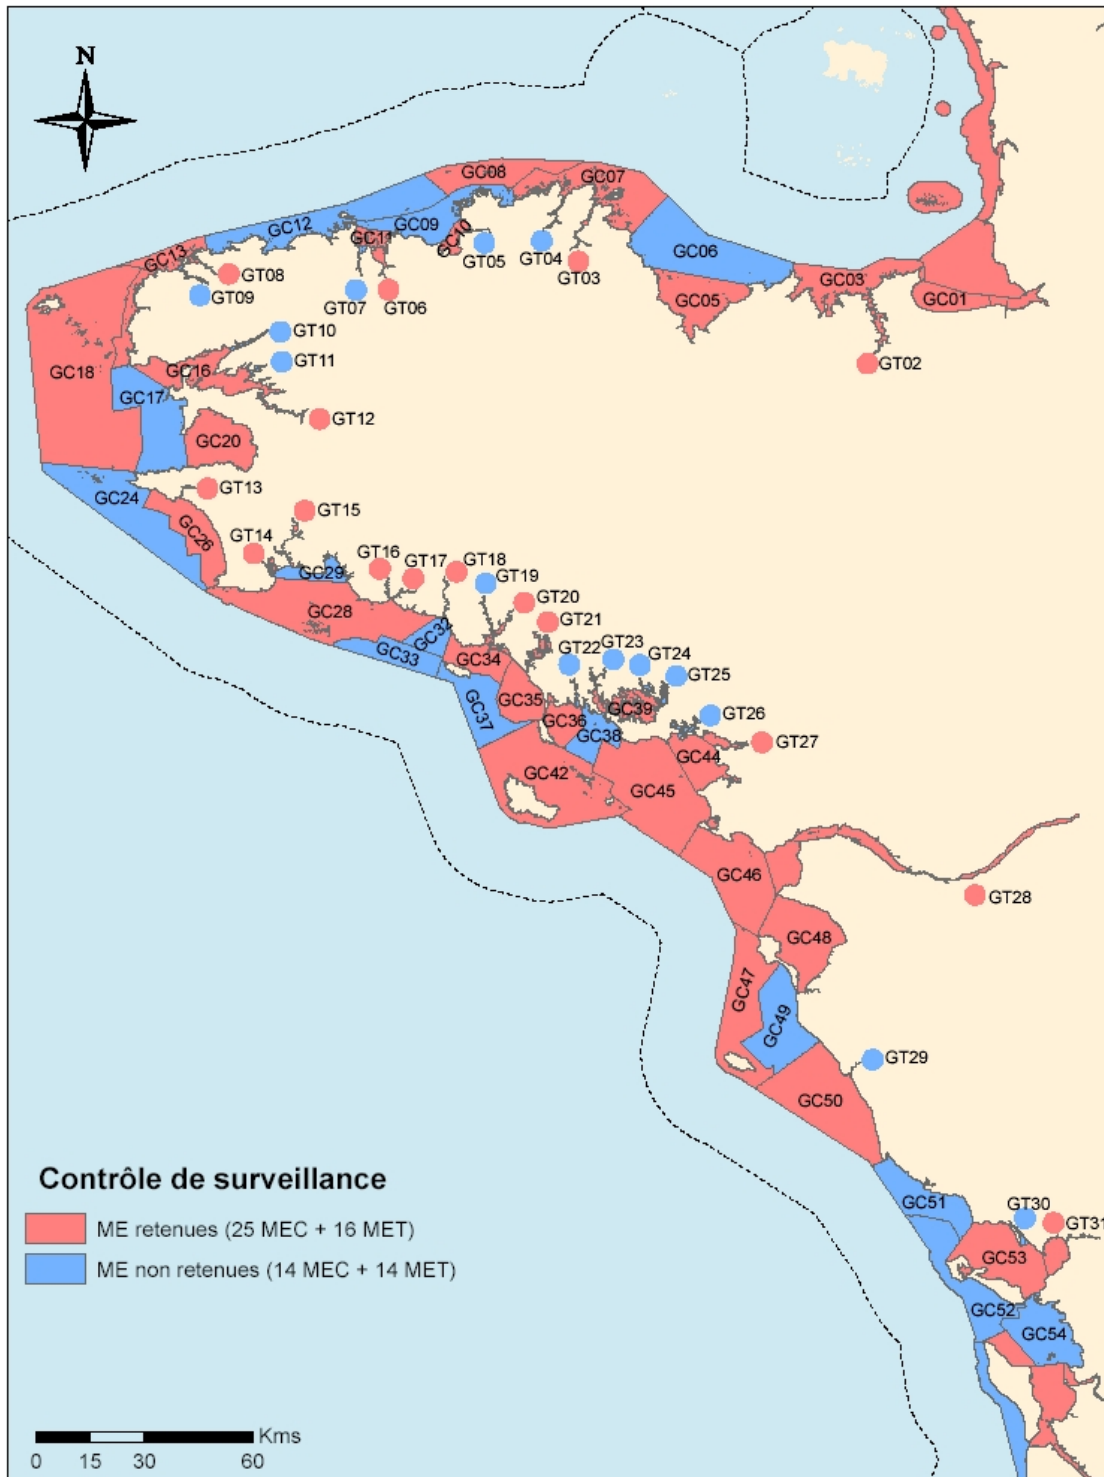 N
GC08
GC07
GC12
GC09
GC10
GC11
GC06
GC13
GT05
GT04
GT03
GC03
GC01
GC05
GT08
GT09
GT07
GT06
GT10
GT11
GT02
GC18
GC16
GC17
GT12
GC20
GT13
GC24
GT15
GC26
GT14
GT16
GT17
GT18
GT19
GC29
GT20
GC28
GT21
GC32
GT22
GT23
GT24
GC33
GC34
GT25
GC35
GC39
GC37
GC36
GT26
GC38
GT27
GC44
GC42
GC45
GC46
GT28
GC48
GC47
GC49
GT29
GC50
Contrôle de surveillance
ME retenues (25 MEC + 16 MET)
ME non retenues (14 MEC + 14 MET)
GC51
GT30
GT31
GC53
GC52
GC54
Kms
0 15 30 60